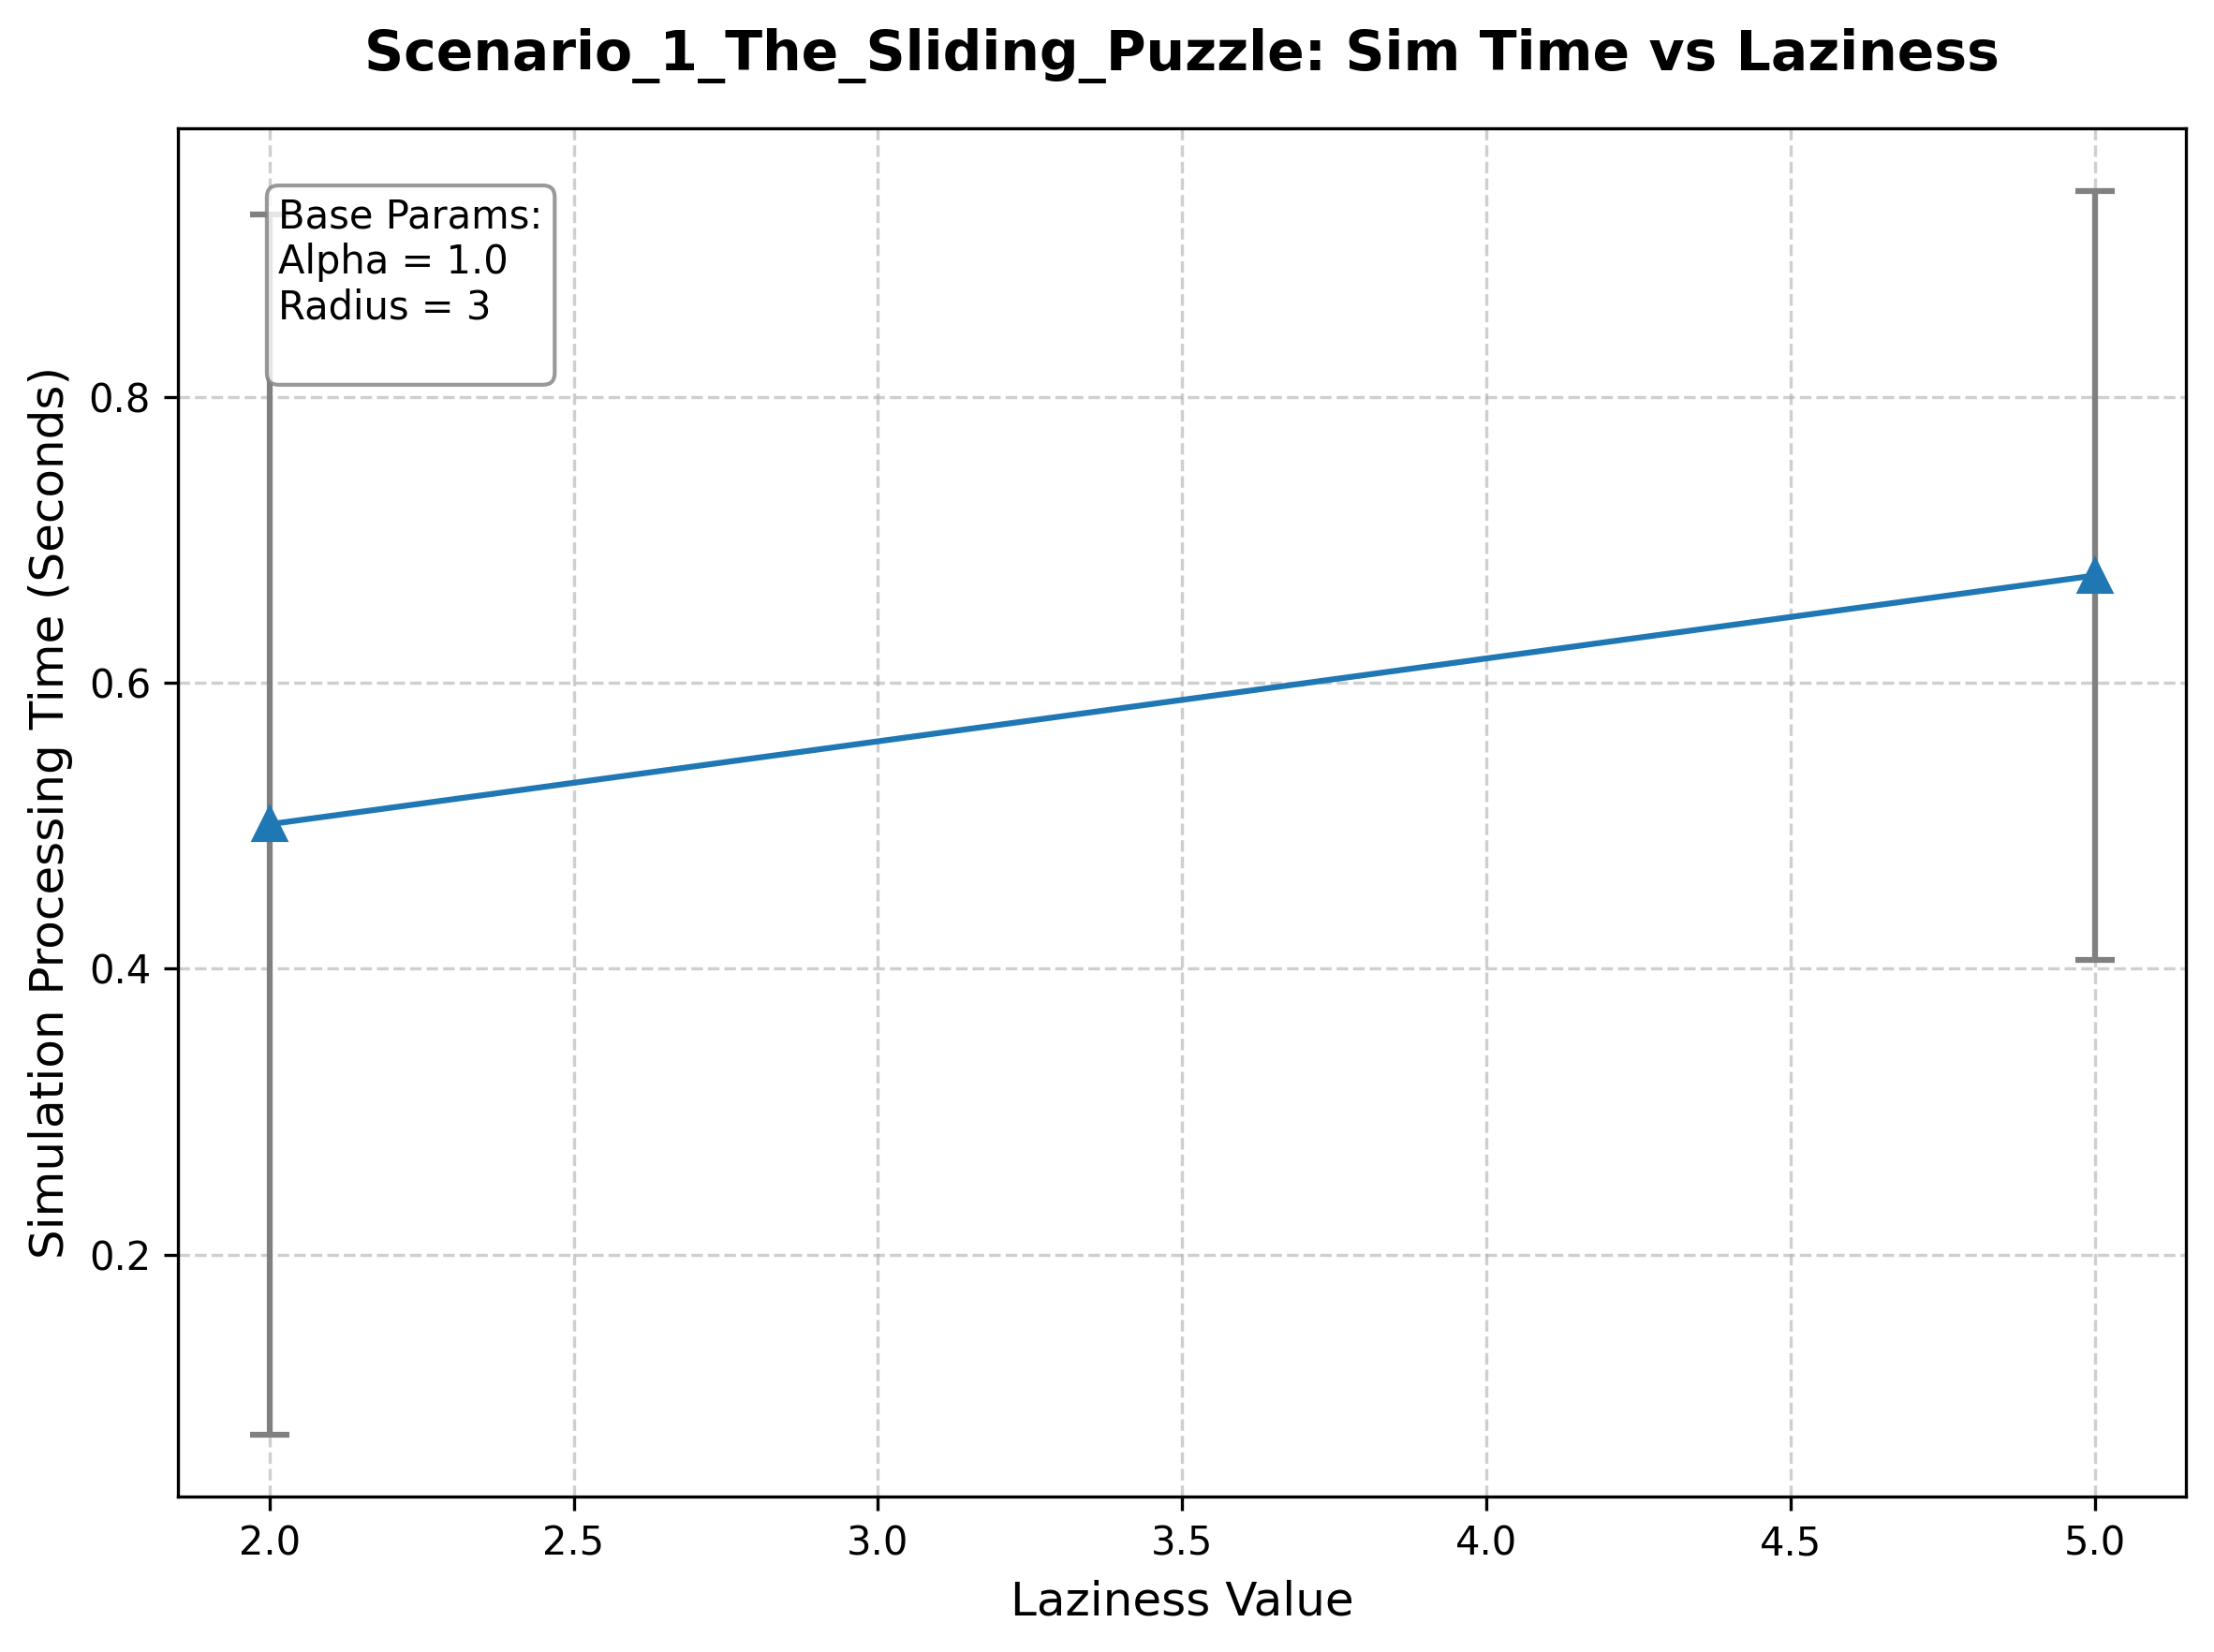 Scenario_1_The_Sliding_Puzzle: Sim Time vs Laziness
Base Params:
Alpha = 1.0
Radius = 3
Simulation Processing Time (Seconds)
0.8
0.6
0.4
0.2
2.0 2.5 3.0 3.5 4.0 4.5 5.0
Laziness Value